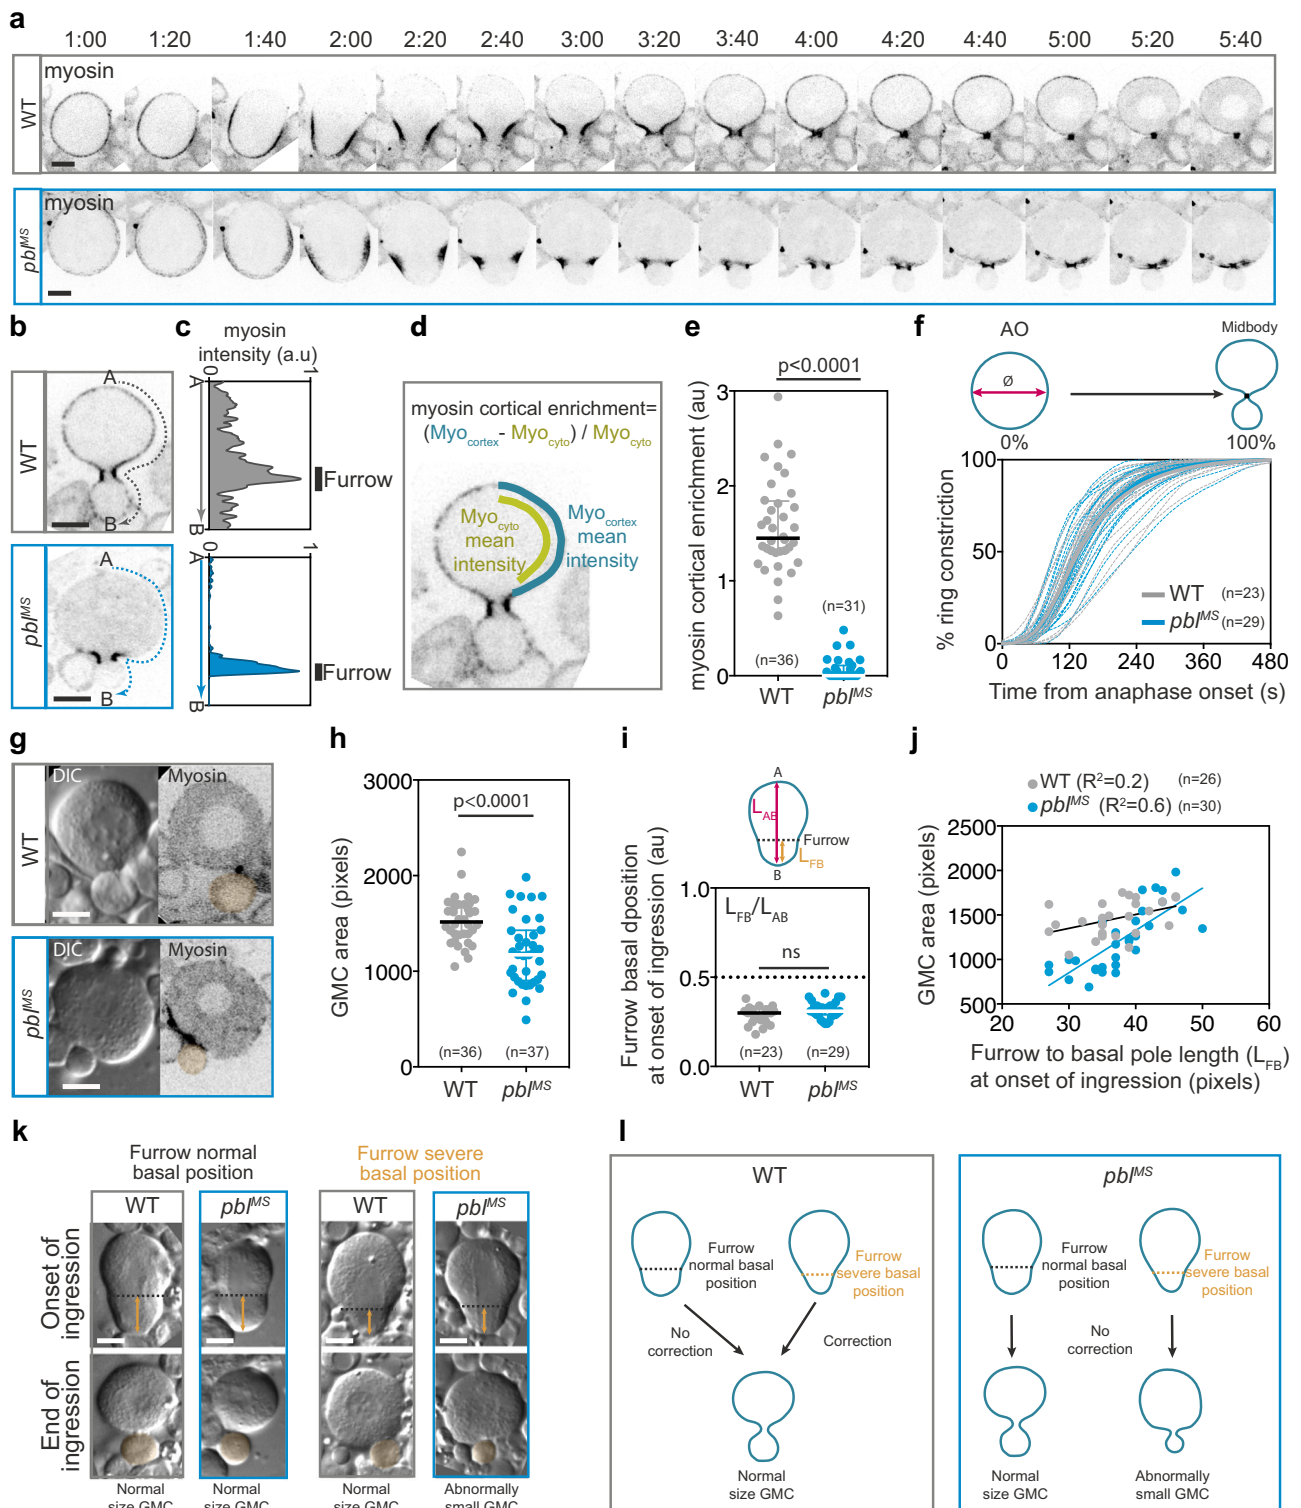 a
1:00 1:20 1:40 2:00 2:20 2:40 3:00 3:20 3:40 4:00 4:20 4:40 5:00 5:20 5:40
WT
myosin
pblMS
myosin
b
WT
A
B
pblMS
A
B
c
myosin
intensity (a.u)
0 1
A
B
Furrow
0 1
A
B
Furrow
d
myosin cortical enrichment=
(Myocortex- Myocyto) / Myocyto
Myocyto
mean
intensity
Myocortex
mean
intensity
e
p<0.0001
myosin cortical enrichment (au)
3
2
1
0
(n=31)
(n=36)
WT pblMS
f
AO
Midbody
ø
0%
100%
% ring constriction
100
50
0
WT (n=23)
pblMS (n=29)
0 120 240 360 480
Time from anaphase onset (s)
g
WT
DIC
Myosin
pblMS
DIC
Myosin
h
GMC area (pixels)
3000
2000
1000
0
p<0.0001
(n=36) (n=37)
WT pblMS
i
A
LAB
Furrow
LFB
B
Furrow basal dposition
at onset of ingression (au)
1.0
0.5
0.0
LFB/LAB
ns
(n=23) (n=29)
WT pblMS
j
WT (R2=0.2) (n=26)
pblMS (R2=0.6) (n=30)
GMC area (pixels)
2500
2000
1500
1000
500
20 30 40 50 60
Furrow to basal pole length (LFB)
at onset of ingression (pixels)
k
Furrow normal
basal position
Furrow severe
basal position
WT pblMS WT pblMS
Onset of
ingression
End of
ingression
Normal
size GMC
Normal
size GMC
Normal
size GMC
Abnormally
small GMC
l
WT
Furrow
normal basal
position
Furrow
severe basal
position
No
correction
Correction
Normal
size GMC
pblMS
Furrow
normal basal
position
Furrow
severe basal
position
No
correction
Normal
size GMC
Abnormally
small GMC